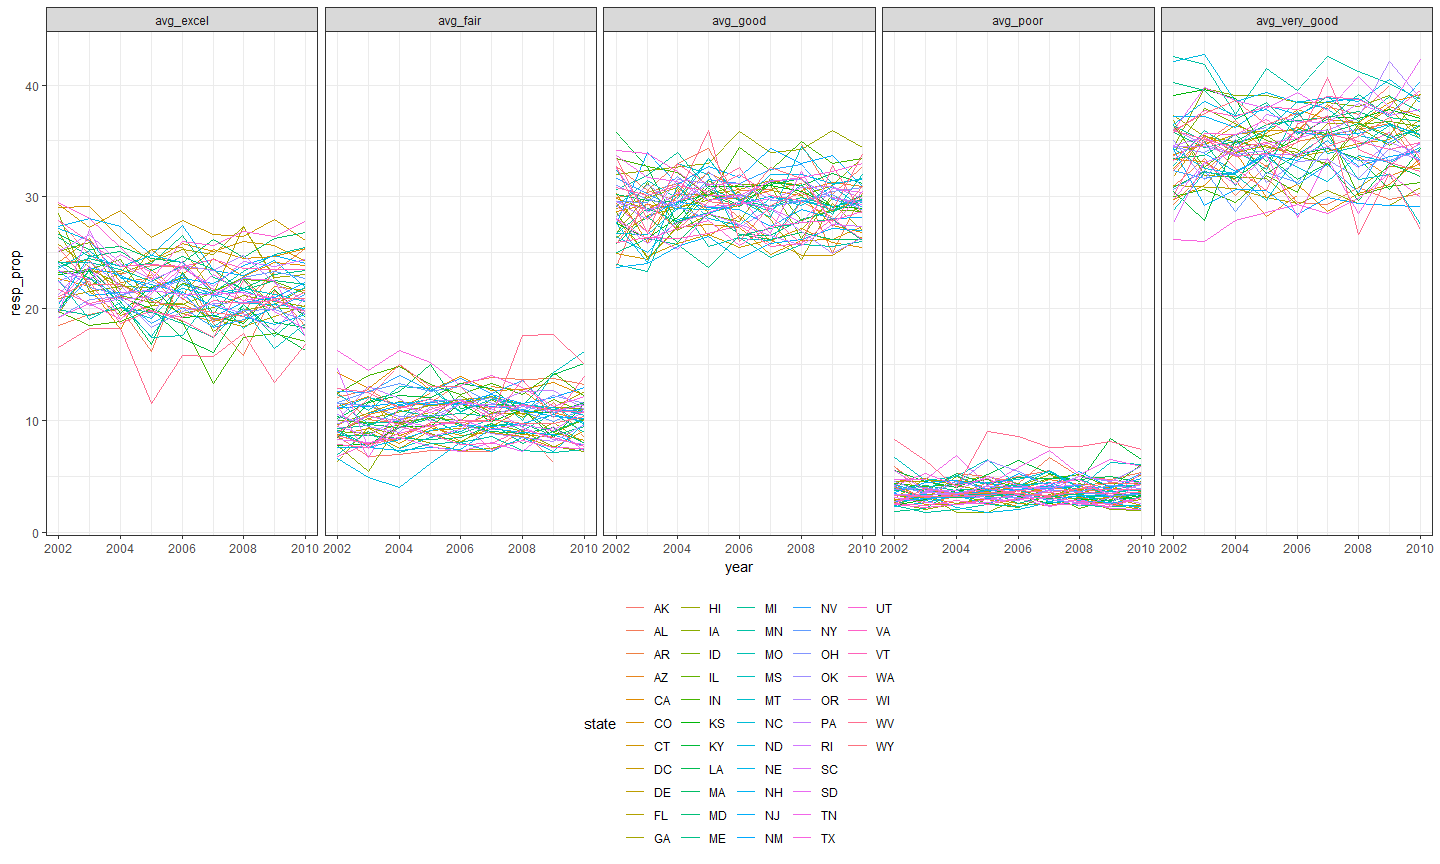 avg_excel avg_fair avg_good avg_poor avg_very_good
resp_prop
40
30
20
10
0
2002 2004 2006 2008 2010 2002 2004 2006 2008 2010 2002 2004 2006 2008 2010 2002 2004 2006 2008 2010 2002 2004 2006 2008 2010
year
state
AK HI MI NV UT
AL IA MN NY VA
AR ID MO OH VT
AZ IL MS OK WA
CA IN MT OR WI
CO KS NC PA WV
CT KY ND RI WY
DC LA NE SC
DE MA NH SD
FL MD NJ TN
GA ME NM TX